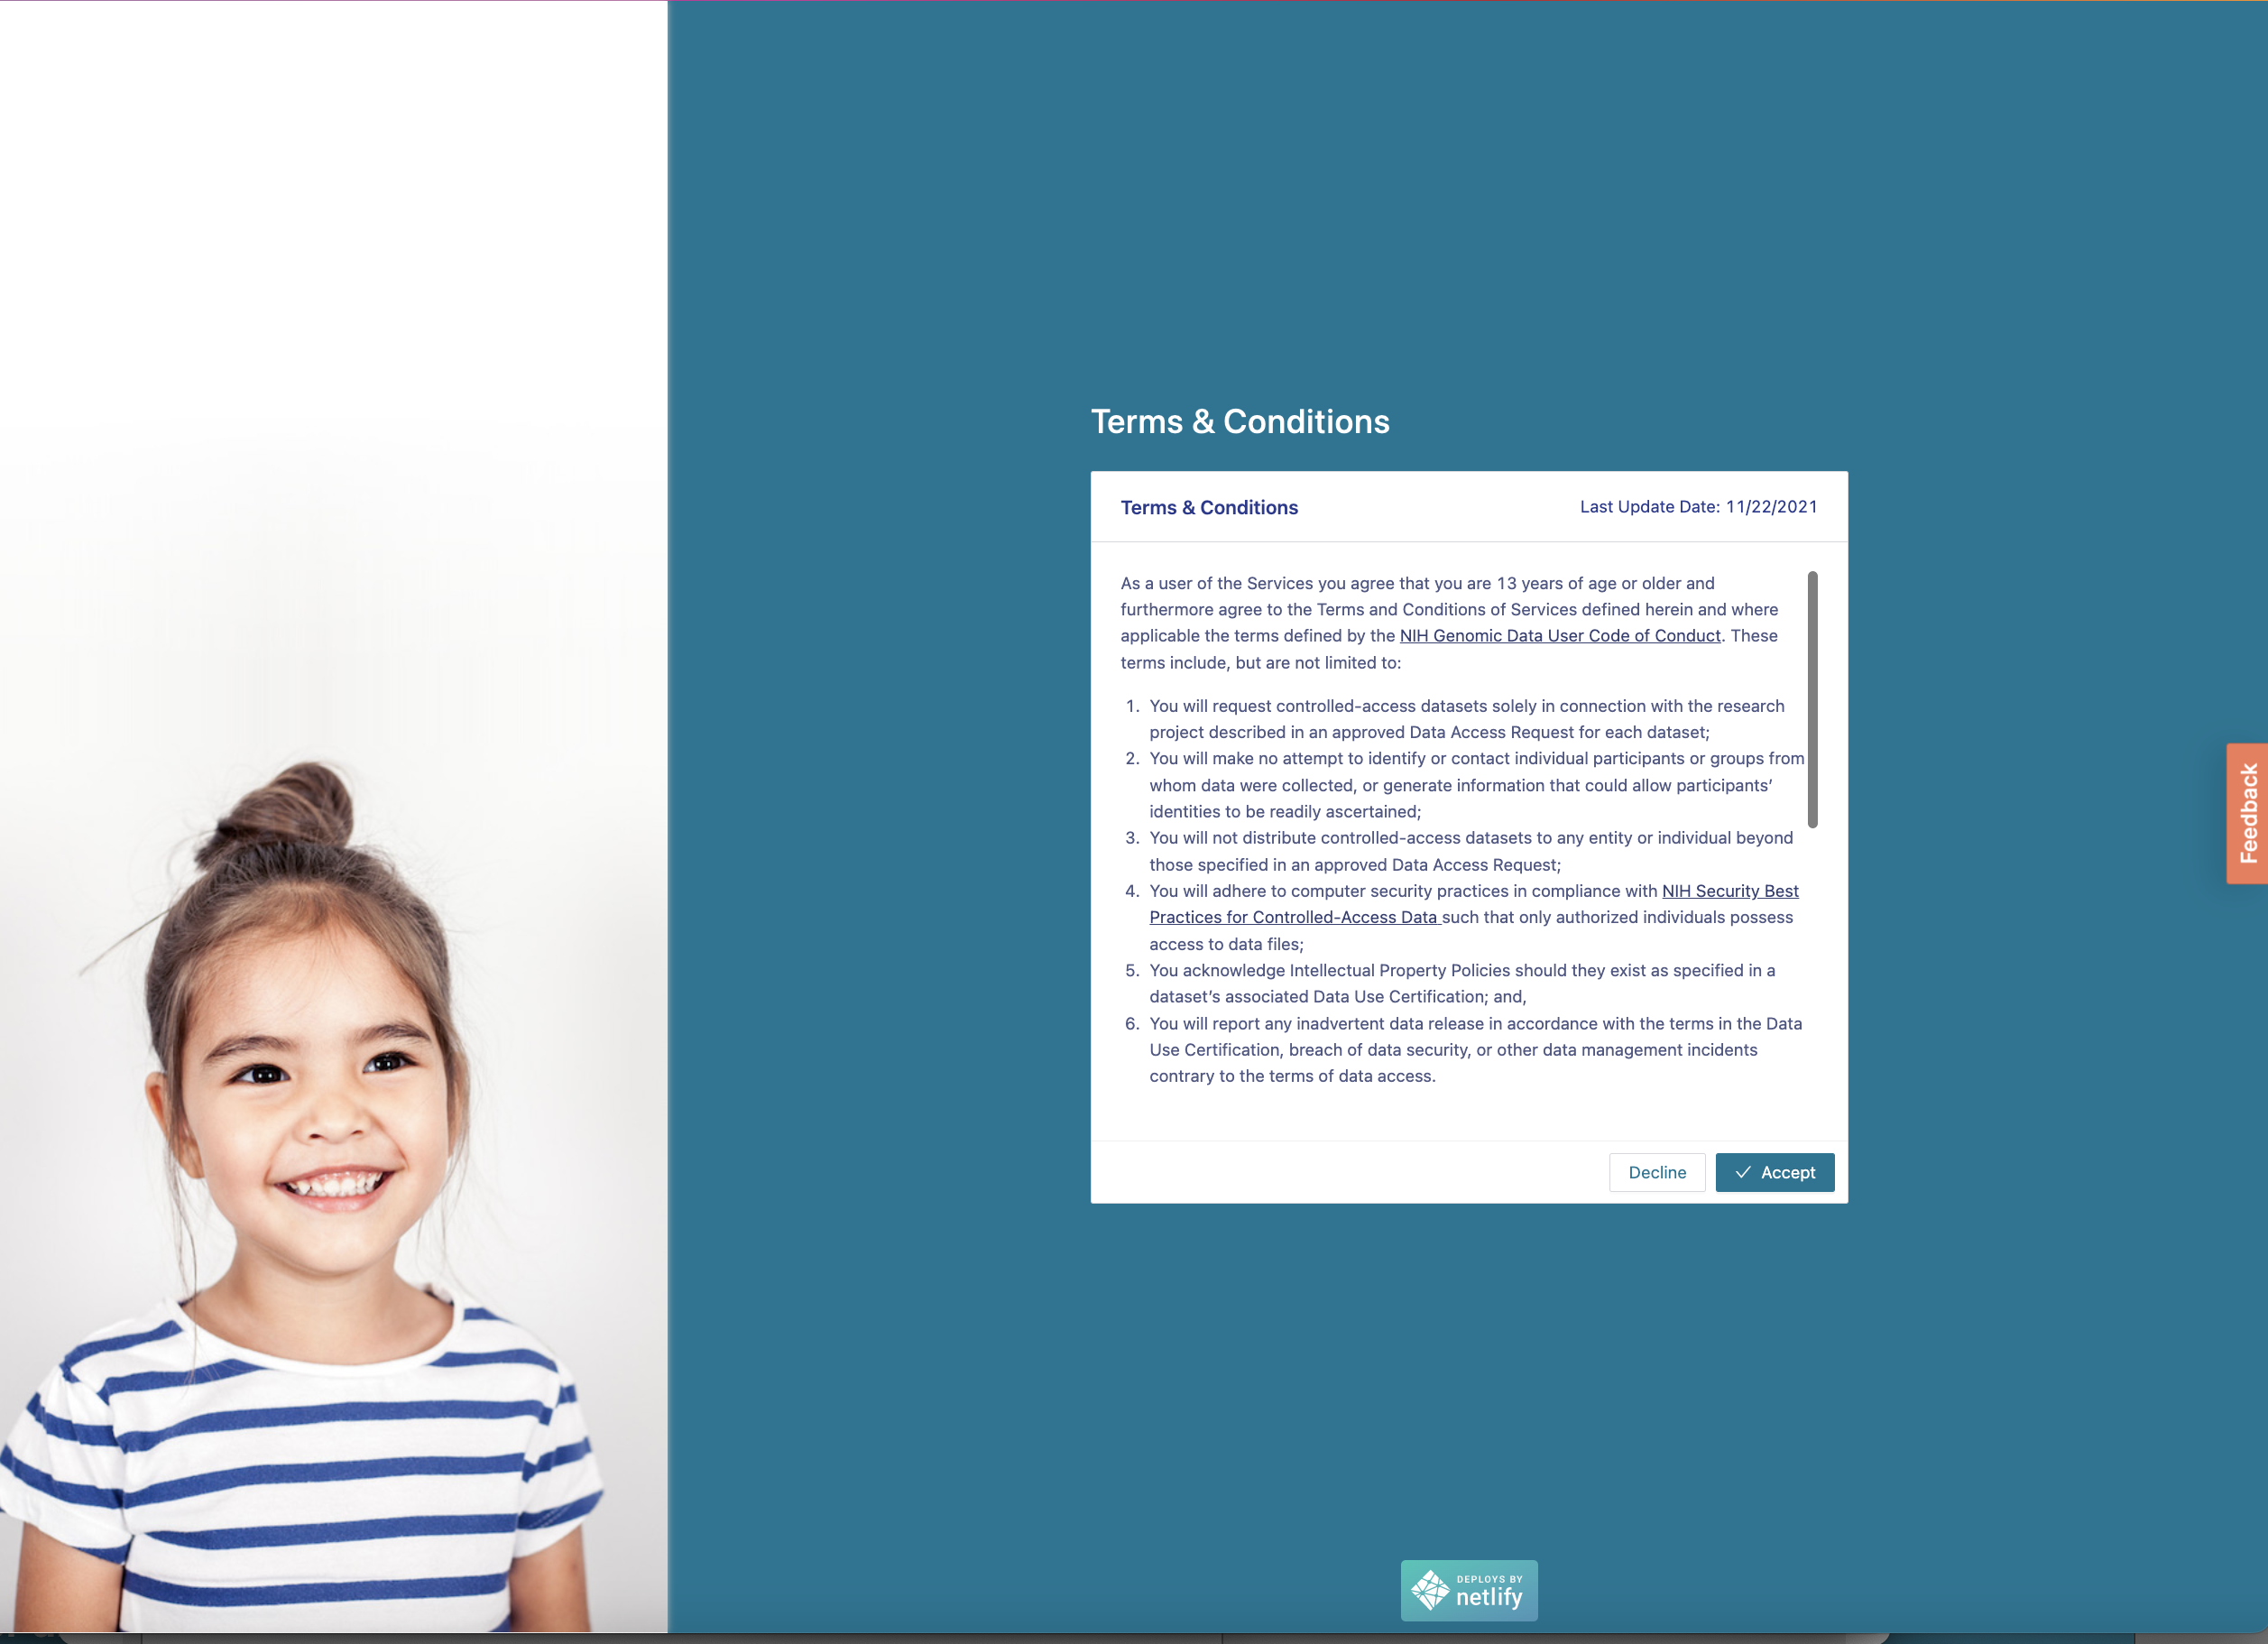 Terms & Conditions
Terms & Conditions
Last Update Date: 11/22/2021
As a user of the Services you agree that you are 13 years of age or older and
furthermore agree to the Terms and Conditions of Services defined herein and where
applicable the terms defined by the NIH Genomic Data User Code of Conduct. These
terms include, but are not limited to:
1. You will request controlled-access datasets solely in connection with the research
project described in an approved Data Access Request for each dataset;
2. You will make no attempt to identify or contact individual participants or groups from
whom data were collected, or generate information that could allow participants’
identities to be readily ascertained;
3. You will not distribute controlled-access datasets to any entity or individual beyond
those specified in an approved Data Access Request;
4. You will adhere to computer security practices in compliance with NIH Security Best
Practices for Controlled-Access Data such that only authorized individuals possess
access to data files;
5. You acknowledge Intellectual Property Policies should they exist as specified in a
dataset’s associated Data Use Certification; and,
6. You will report any inadvertent data release in accordance with the terms in the Data
Use Certification, breach of data security, or other data management incidents
contrary to the terms of data access.
Decline
Accept
Feedback
DEPLOYS BY
netlify